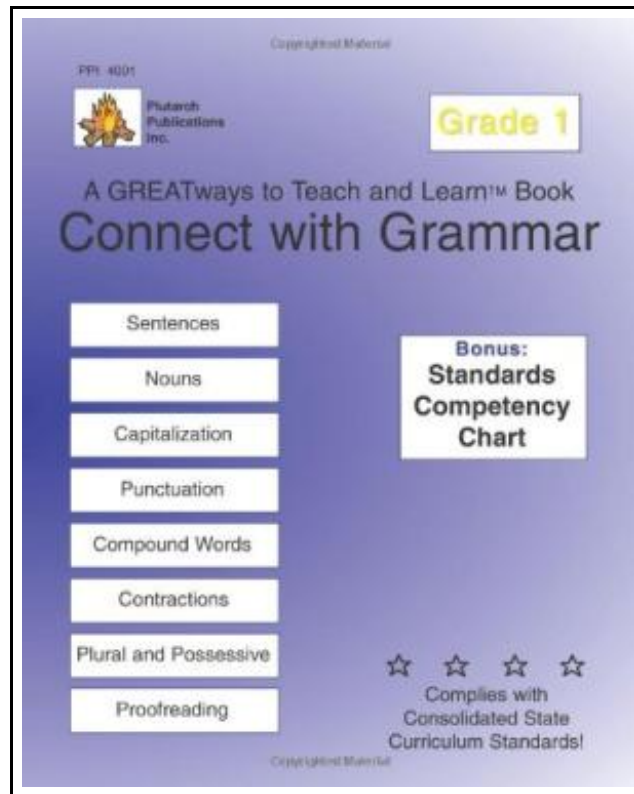 Copyrighted Material
PPI 4001
Plutarch
Publications
Inc.
Grade 1
A GREATways to Teach and Learn™ Book
Connect with Grammar
Sentences
Nouns
Capitalization
Punctuation
Compound Words
Contractions
Plural and Possessive
Proofreading
Bonus:
Standards
Competency
Chart
Complies with
Consolidated State
Curriculum Standards!
Copyrighted Material